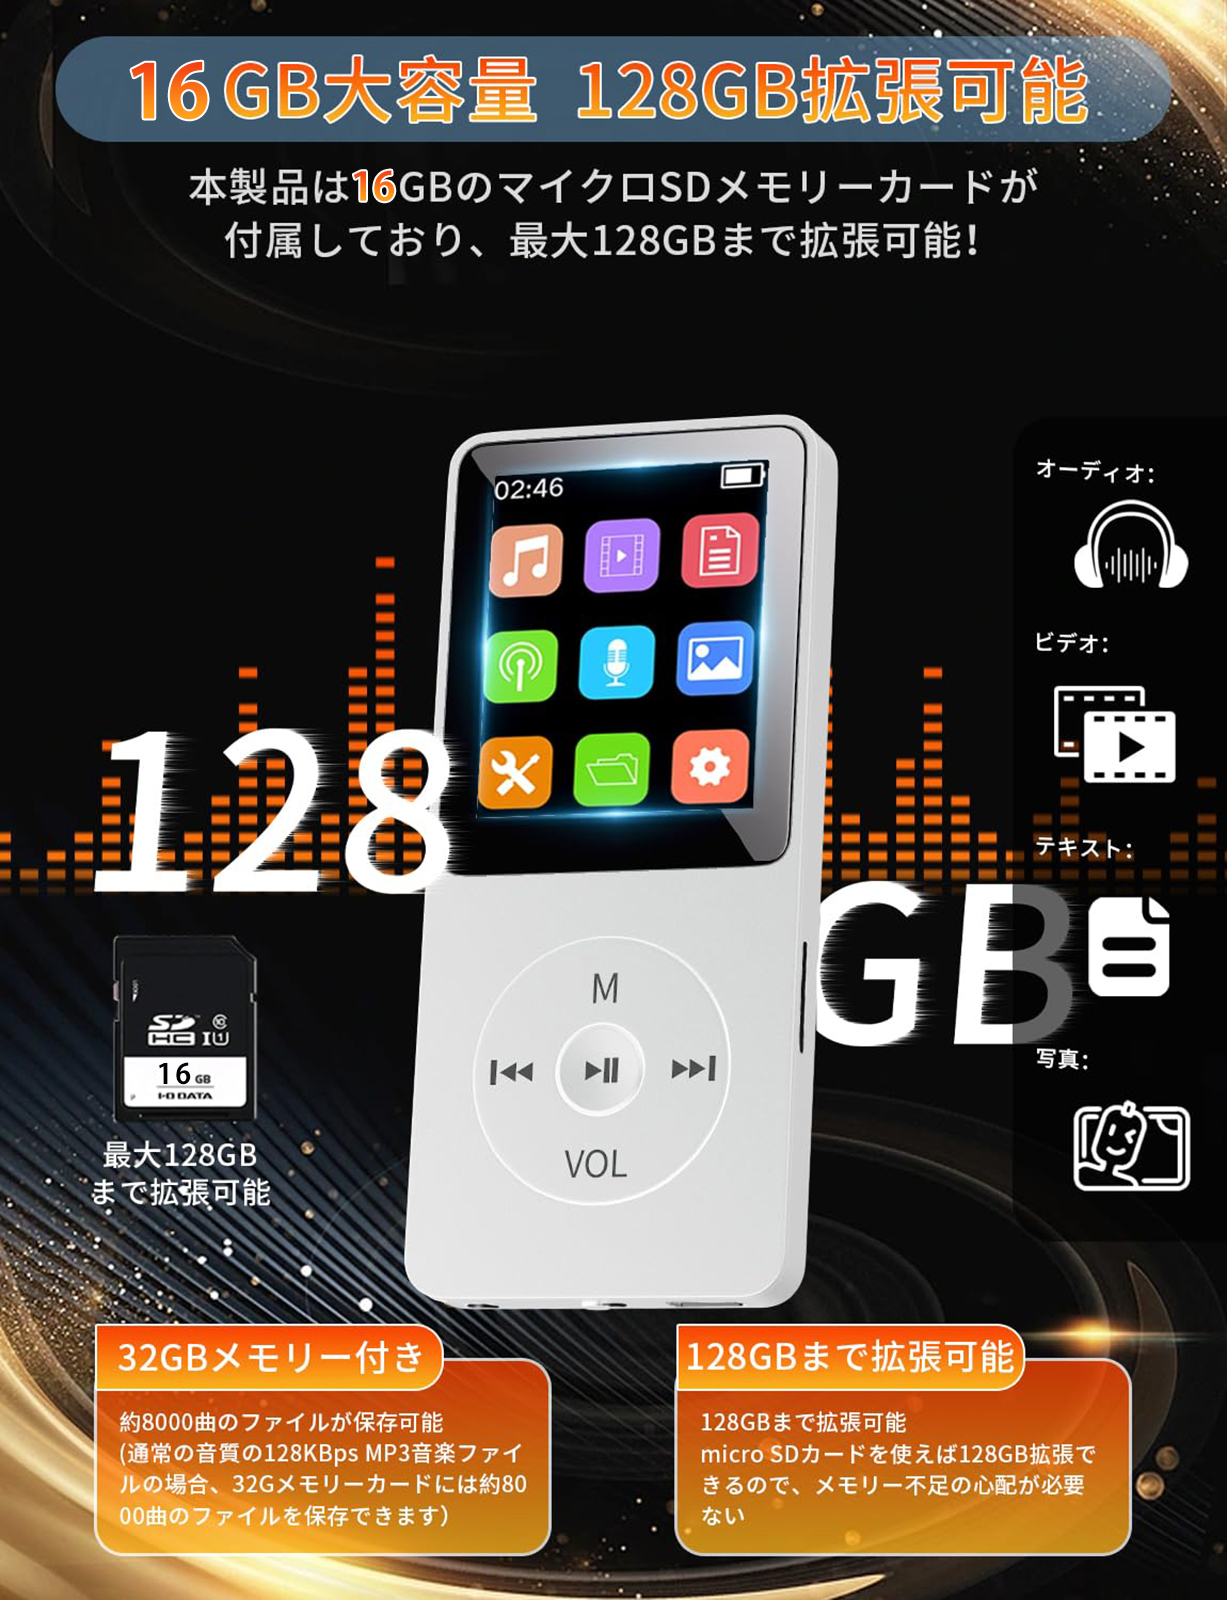 16GB大容量 128GB拡張可能
本製品は16GBのマイクロSDメモリーカードが
付属しており、最大128GBまで拡張可能！
02:46
オーディオ：
ビデオ：
テキスト：
写真：
128
GB
M
VOL
LOCK
SD
HC I
10
1
16 GB
I-O DATA
最大128GB
まで拡張可能
32GBメモリー付き
約8000曲のファイルが保存可能
(通常の音質の128KBps MP3音楽ファイ
ルの場合、32Gメモリーカードには約80
00曲のファイルを保存できます）
128GBまで拡張可能
128GBまで拡張可能
micro SDカードを使えば128GB拡張で
きるので、メモリー不足の心配が必要
ない